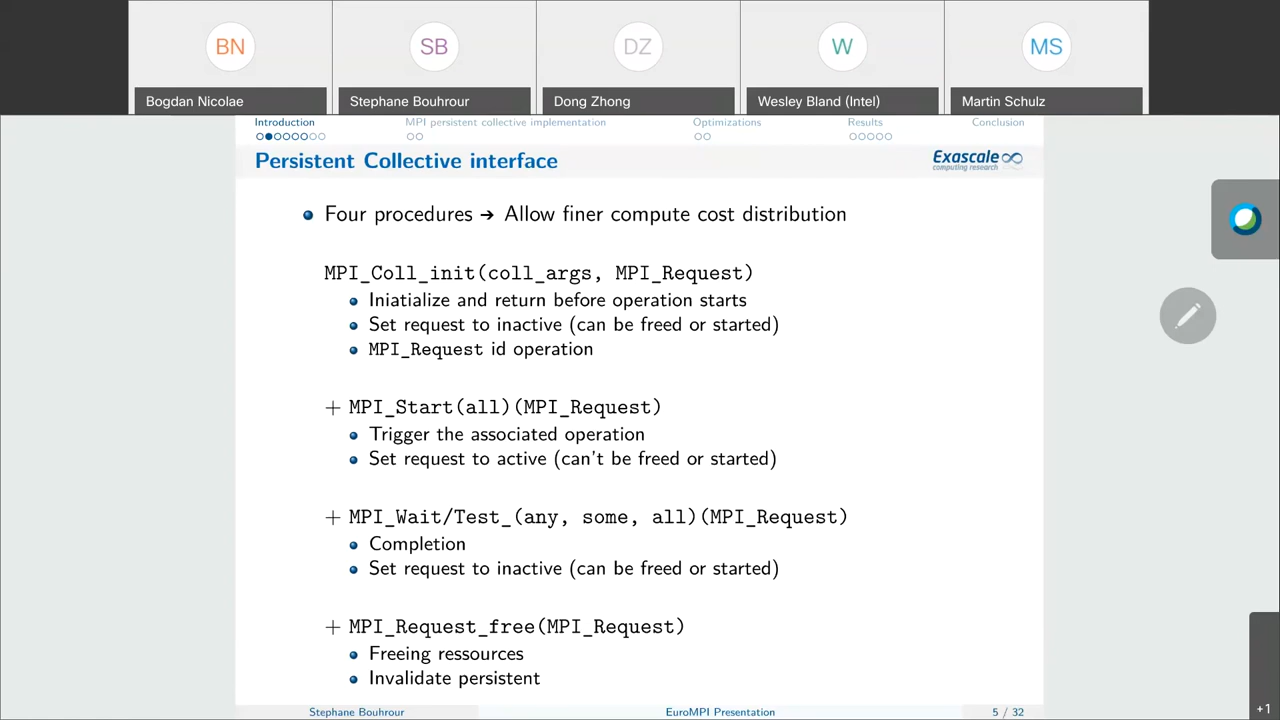 BN
SB
DZ
W
MS
Bogdan Nicolae
Stephane Bouhrour
Dong Zhong
Wesley Bland (Intel)
Martin Schulz
Introduction
MPI persistent collective implementation
Optimizations
Results
Conclusion
Persistent Collective interface
Exascale
computing research
Four procedures → Allow finer compute cost distribution
MPI_Coll_init(coll_args, MPI_Request)
Iniatialize and return before operation starts
Set request to inactive (can be freed or started)
MPI_Request id operation
+ MPI_Start(all)(MPI_Request)
Trigger the associated operation
Set request to active (can't be freed or started)
+ MPI_Wait/Test_(any, some, all)(MPI_Request)
Completion
Set request to inactive (can be freed or started)
+ MPI_Request_free(MPI_Request)
Freeing ressources
Invalidate persistent
Stephane Bouhrour
EuroMPI Presentation
5 / 32
+1